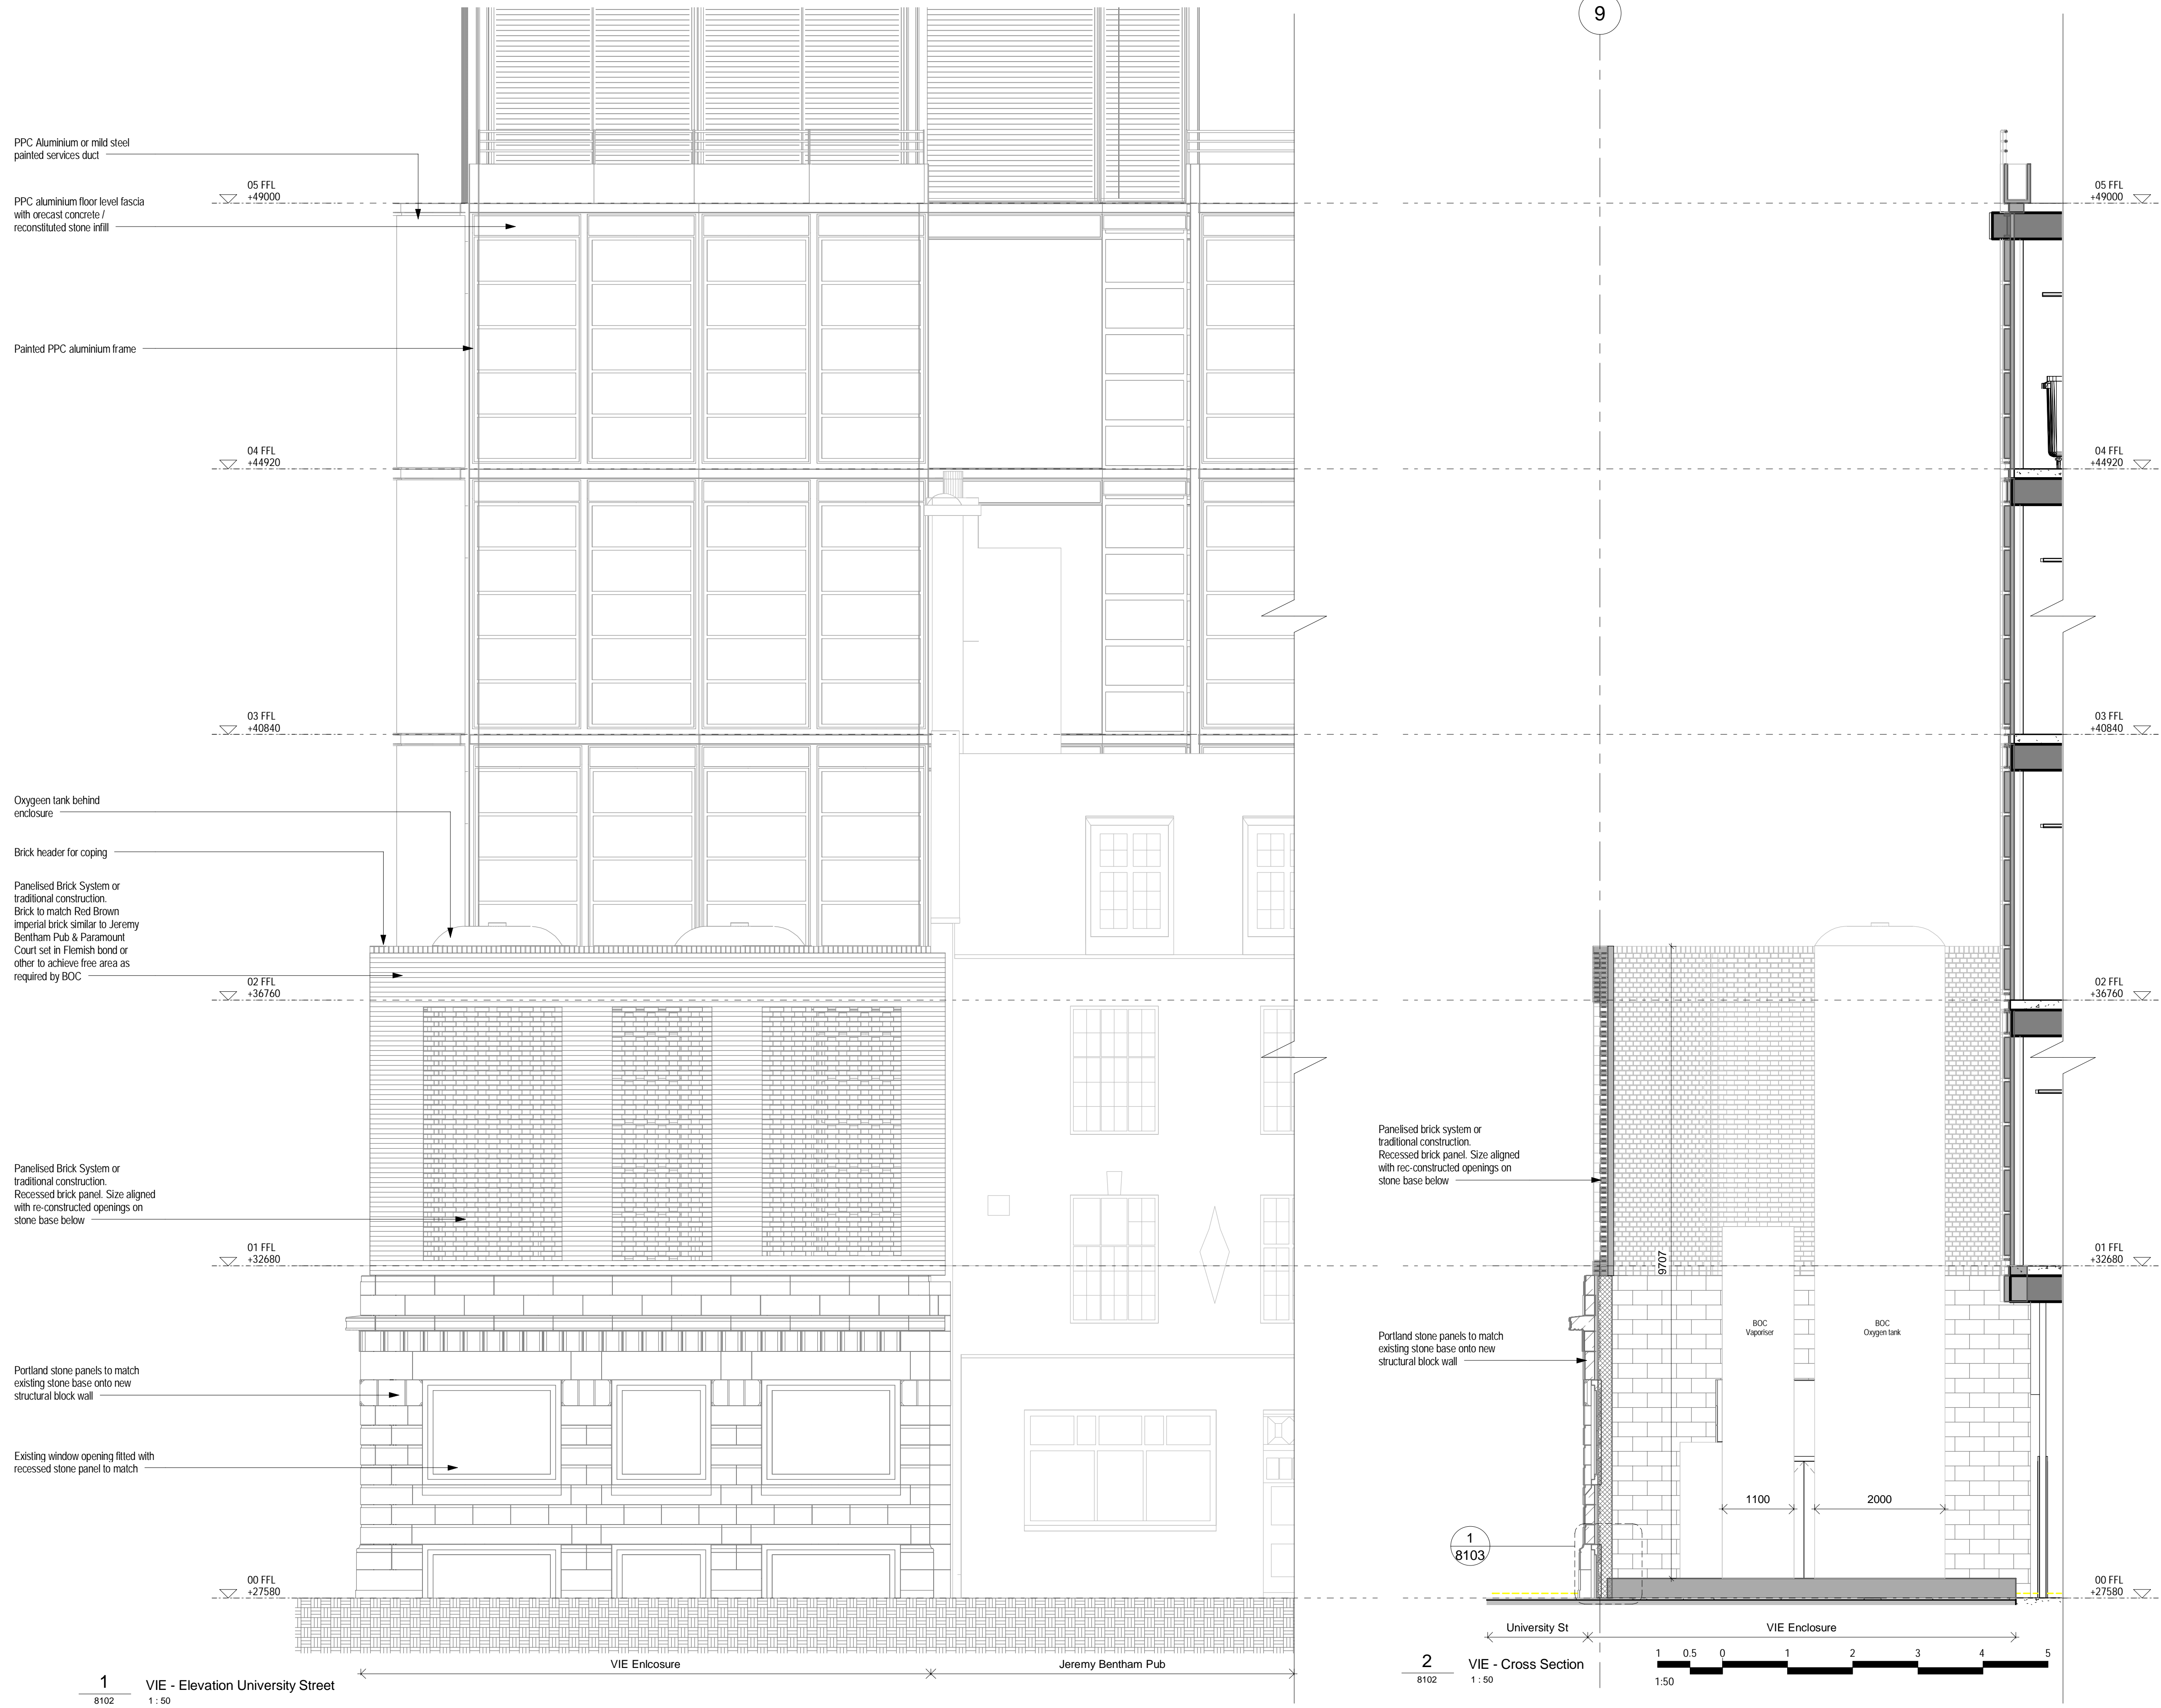 9
PPC Aluminium or mild steel
painted services duct
05 FFL
+49000
PPC aluminium floor level fascia
with orecast concrete /
reconstituted stone infill
Painted PPC aluminium frame
04 FFL
+44920
03 FFL
+40840
Oxygeen tank behind
enclosure
Brick header for coping
Panelised Brick System or
traditional construction.
Brick to match Red Brown
imperial brick similar to Jeremy
Bentham Pub & Paramount
Court set in Flemish bond or
other to achieve free area as
required by BOC
02 FFL
+36760
Panelised Brick System or
traditional construction.
Recessed brick panel. Size aligned
with re-constructed openings on
stone base below
01 FFL
+32680
Portland stone panels to match
existing stone base onto new
structural block wall
Existing window opening fitted with
recessed stone panel to match
00 FFL
+27580
VIE Enlcosure
Jeremy Bentham Pub
1
8102
VIE - Elevation University Street
1 : 50
05 FFL
+49000
04 FFL
+44920
03 FFL
+40840
02 FFL
+36760
Panelised brick system or
traditional construction.
Recessed brick panel. Size aligned
with rec-constructed openings on
stone base below
01 FFL
+32680
9707
Portland stone panels to match
existing stone base onto new
structural block wall
BOC
Vaporiser
BOC
Oxygen tank
1100
2000
1
8103
00 FFL
+27580
University St
VIE Enclosure
2
8102
VIE - Cross Section
1 : 50
1 0.5 0 1 2 3 4 5
1:50